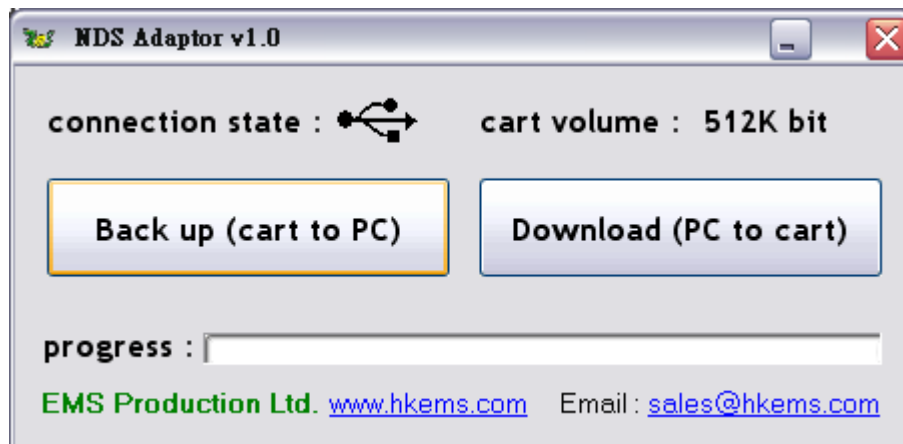 NDS Adaptor v1.0
connection state : cart volume : 512K bit
Back up (cart to PC) Download (PC to cart)
progress :
EMS Production Ltd. www.hkems.com Email : sales@hkems.com